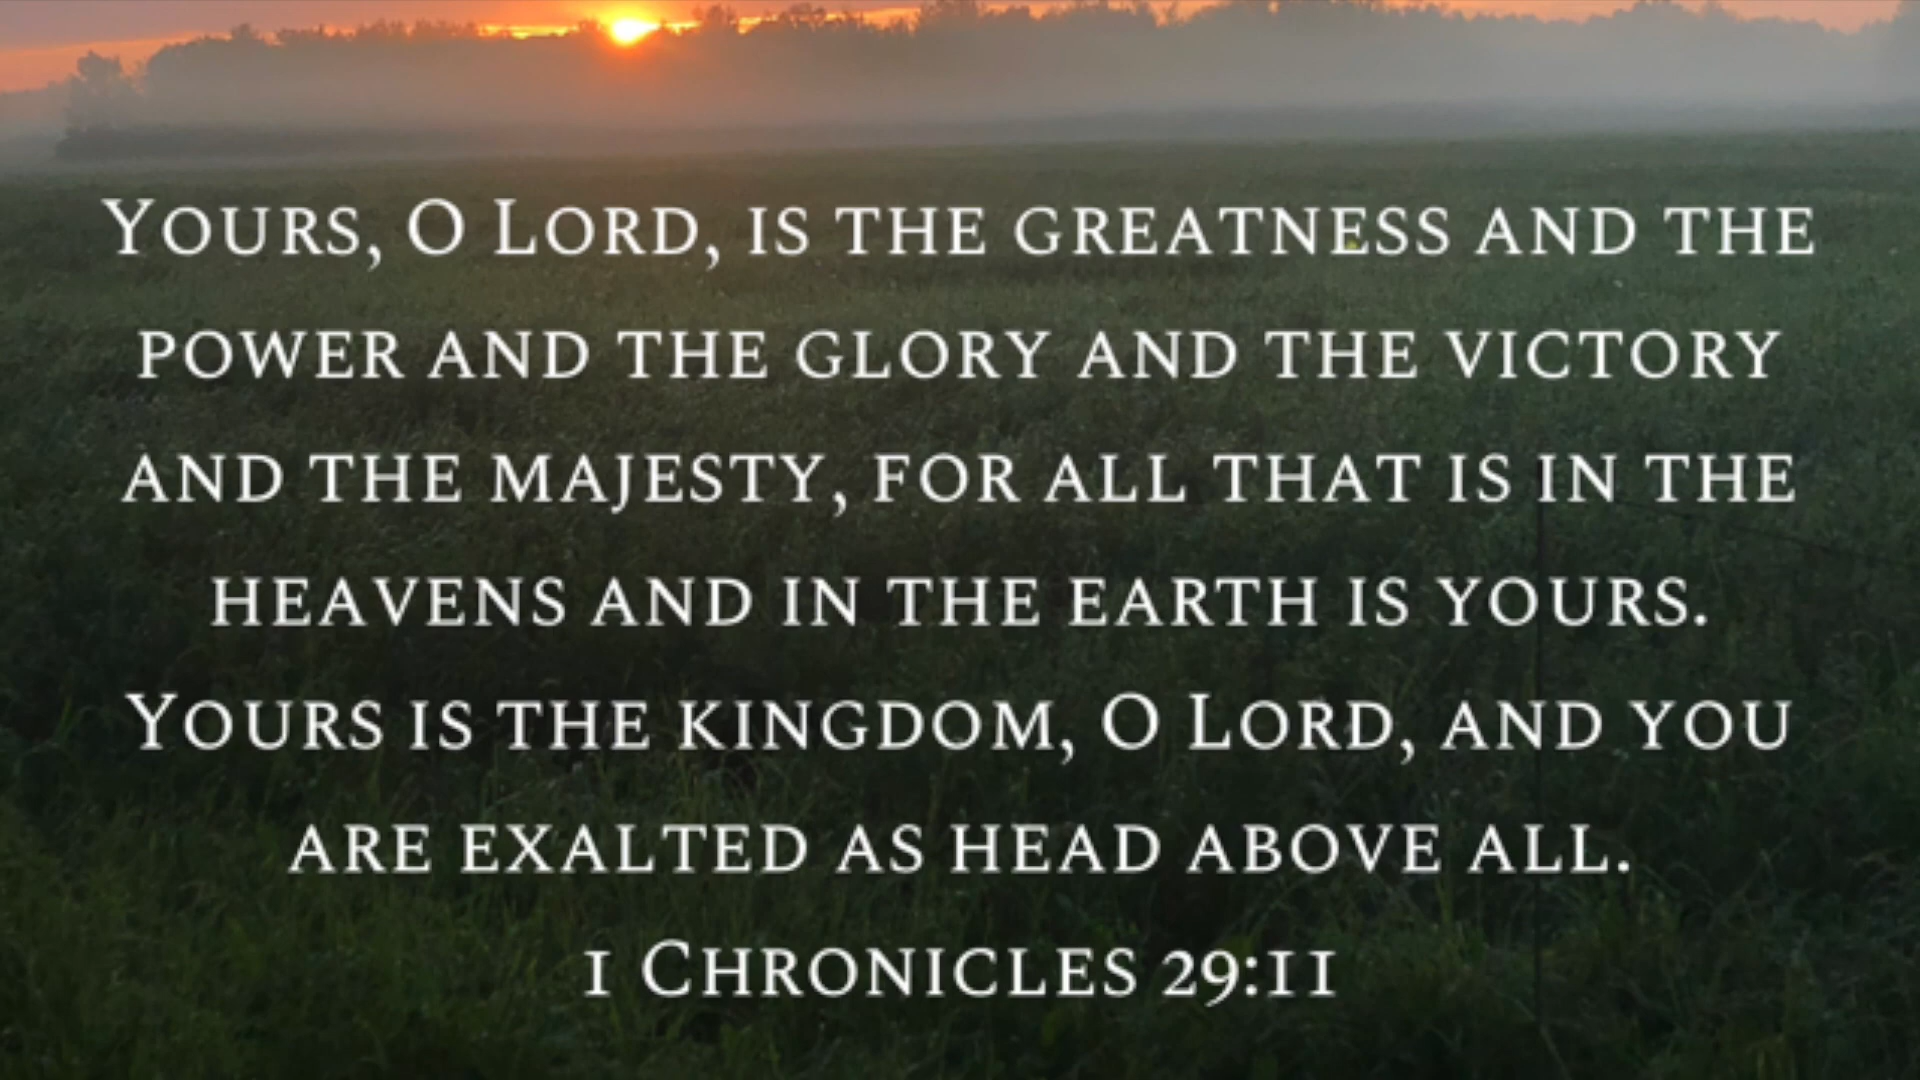 Yours, O Lord, is the greatness and the
power and the glory and the victory
and the majesty, for all that is in the
heavens and in the earth is yours.
Yours is the kingdom, O Lord, and you
are exalted as head above all.
1 Chronicles 29:11